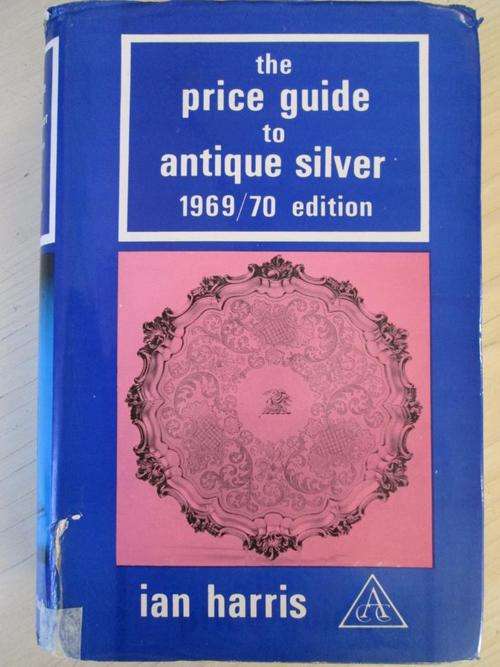 the
price guide
to
antique silver
1969/70 edition
ian harris